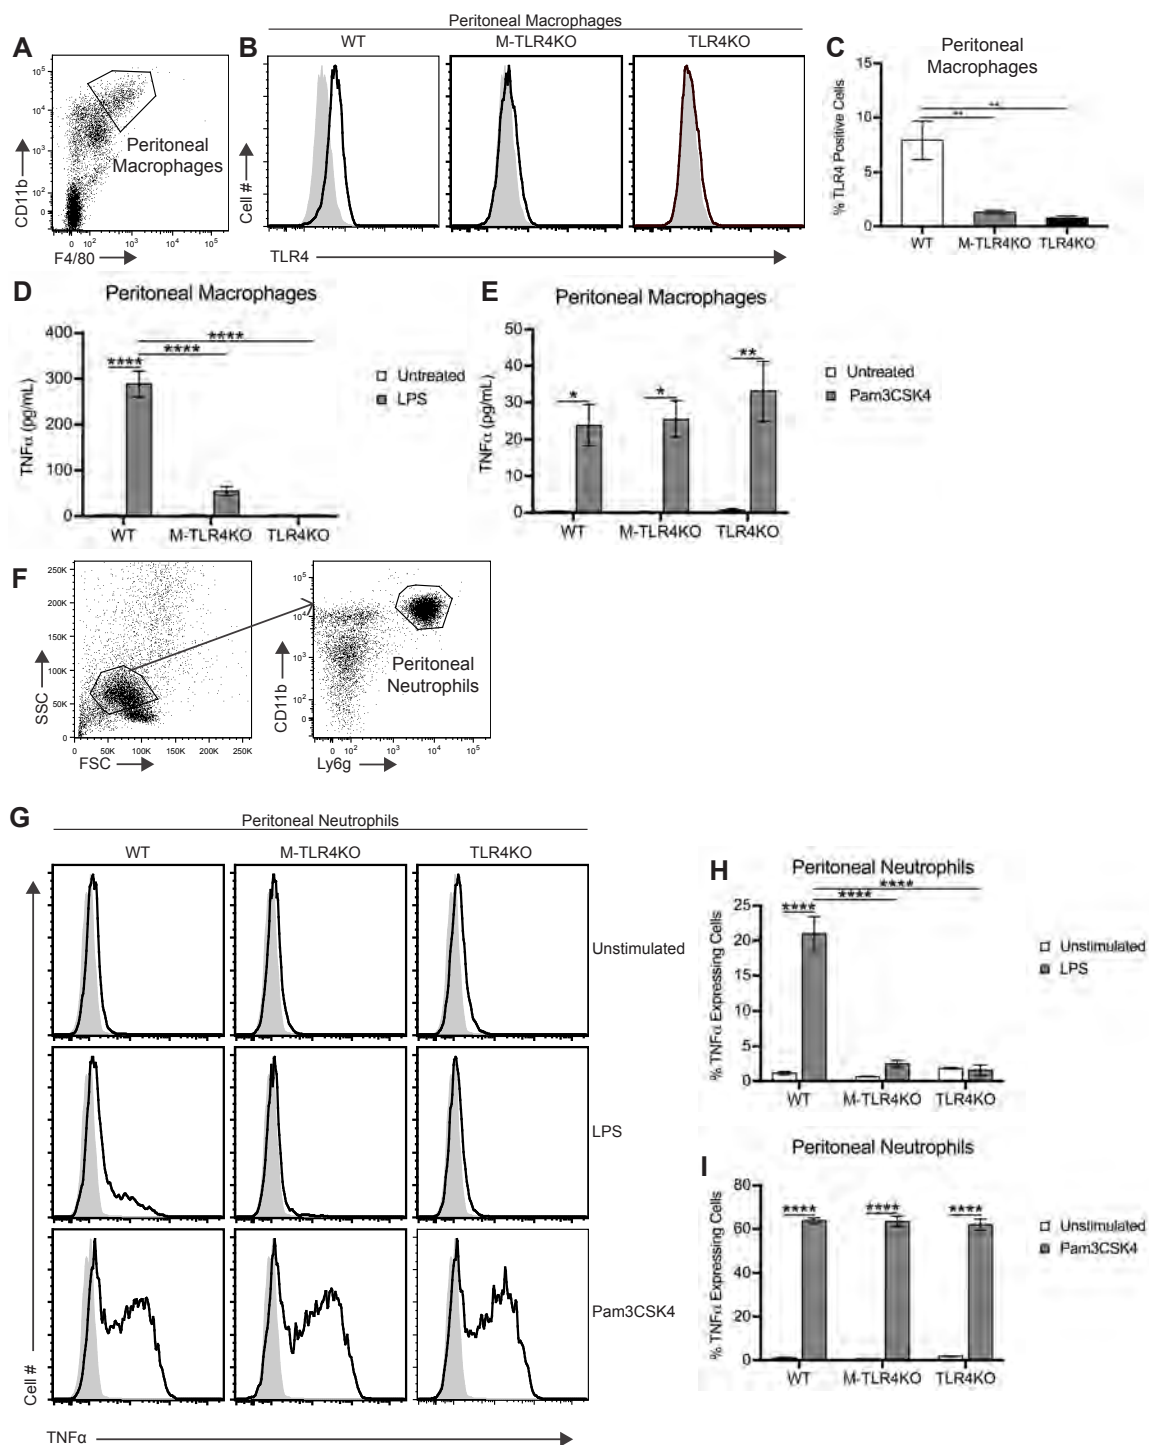 A
10⁵
10⁴
10³
10²
0
CD11b
0 10² 10³ 10⁴ 10⁵
F4/80
Peritoneal
Macrophages
B
Peritoneal Macrophages
WT M-TLR4KO TLR4KO
Cell #
TLR4
C
Peritoneal
Macrophages
% TLR4 Positive Cells
15
10
5
0
**
**
WT M-TLR4KO TLR4KO
D
Peritoneal Macrophages
TNFα (pg/mL)
400
300
200
100
0
****
****
****
WT M-TLR4KO TLR4KO
Untreated
LPS
E
Peritoneal Macrophages
TNFα (pg/mL)
50
40
30
20
10
0
* * **
WT M-TLR4KO TLR4KO
Untreated
Pam3CSK4
F
250K
200K
150K
100K
50K
0
SSC
0 50K 100K 150K 200K 250K
FSC
10⁵
10⁴
10³
10²
0
CD11b
Peritoneal
Neutrophils
0 10² 10³ 10⁴ 10⁵
Ly6g
G
Peritoneal Neutrophils
WT M-TLR4KO TLR4KO
Unstimulated
LPS
Pam3CSK4
Cell #
TNFα
H
Peritoneal Neutrophils
% TNFα Expressing Cells
25
20
15
10
5
0
****
****
****
WT M-TLR4KO TLR4KO
Unstimulated
LPS
I
Peritoneal Neutrophils
% TNFα Expressing Cells
80
60
40
20
0
**** **** ****
WT M-TLR4KO TLR4KO
Unstimulated
Pam3CSK4